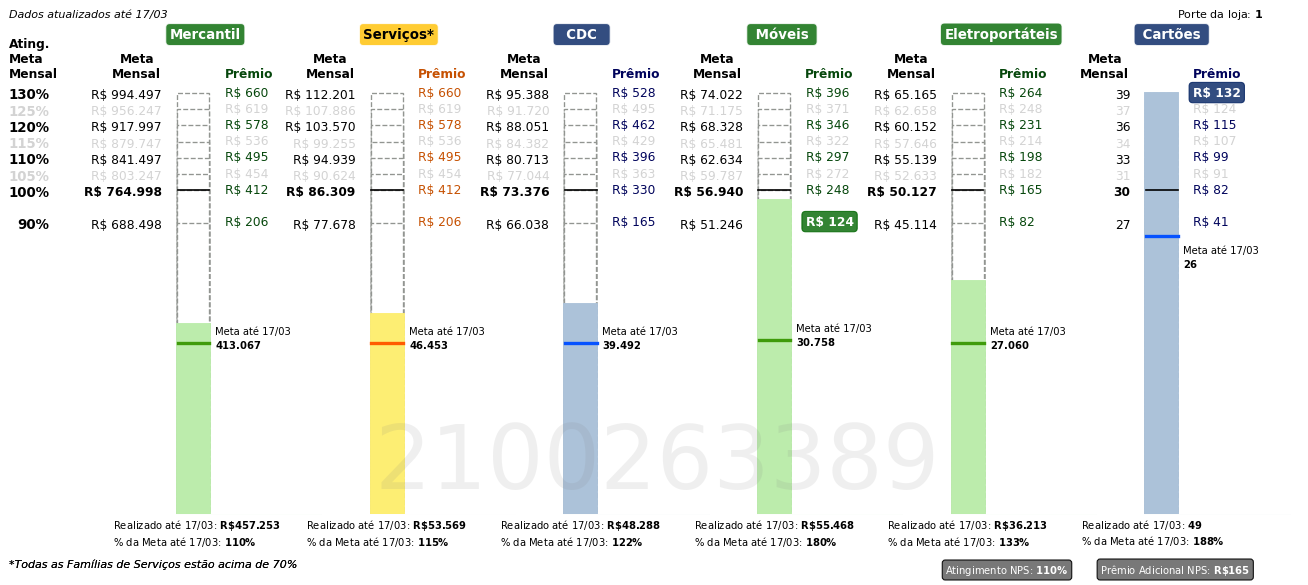 Dados atualizados até 17/03
Porte da loja: 1
Mercantil Serviços* CDC Móveis Eletroportáteis Cartões
Ating.
Meta Meta Meta Meta Meta Meta Meta
Mensal Mensal Prêmio Mensal Prêmio Mensal Prêmio Mensal Prêmio Mensal Prêmio Mensal Prêmio
130% R$ 994.497 R$ 660 R$ 112.201 R$ 660 R$ 95.388 R$ 528 R$ 74.022 R$ 396 R$ 65.165 R$ 264 39 R$ 132
125% R$ 956.247 R$ 619 R$ 107.886 R$ 619 R$ 91.720 R$ 495 R$ 71.175 R$ 371 R$ 62.658 R$ 248 37 R$ 124
120% R$ 917.997 R$ 578 R$ 103.570 R$ 578 R$ 88.051 R$ 462 R$ 68.328 R$ 346 R$ 60.152 R$ 231 36 R$ 115
115% R$ 879.747 R$ 536 R$ 99.255 R$ 536 R$ 84.382 R$ 429 R$ 65.481 R$ 322 R$ 57.646 R$ 214 34 R$ 107
110% R$ 841.497 R$ 495 R$ 94.939 R$ 495 R$ 80.713 R$ 396 R$ 62.634 R$ 297 R$ 55.139 R$ 198 33 R$ 99
105% R$ 803.247 R$ 454 R$ 90.624 R$ 454 R$ 77.044 R$ 363 R$ 59.787 R$ 272 R$ 52.633 R$ 182 31 R$ 91
100% R$ 764.998 R$ 412 R$ 86.309 R$ 412 R$ 73.376 R$ 330 R$ 56.940 R$ 248 R$ 50.127 R$ 165 30 R$ 82
90% R$ 688.498 R$ 206 R$ 77.678 R$ 206 R$ 66.038 R$ 165 R$ 51.246 R$ 124 R$ 45.114 R$ 82 27 R$ 41
Meta até 17/03
26
Meta até 17/03 Meta até 17/03 Meta até 17/03 Meta até 17/03 Meta até 17/03
413.067 46.453 39.492 30.758 27.060
2100263389
Realizado até 17/03: R$457.253 Realizado até 17/03: R$53.569 Realizado até 17/03: R$48.288 Realizado até 17/03: R$55.468 Realizado até 17/03: R$36.213 Realizado até 17/03: 49
% da Meta até 17/03: 110% % da Meta até 17/03: 115% % da Meta até 17/03: 122% % da Meta até 17/03: 180% % da Meta até 17/03: 133% % da Meta até 17/03: 188%
*Todas as Famílias de Serviços estão acima de 70%
Atingimento NPS: 110% Prêmio Adicional NPS: R$165